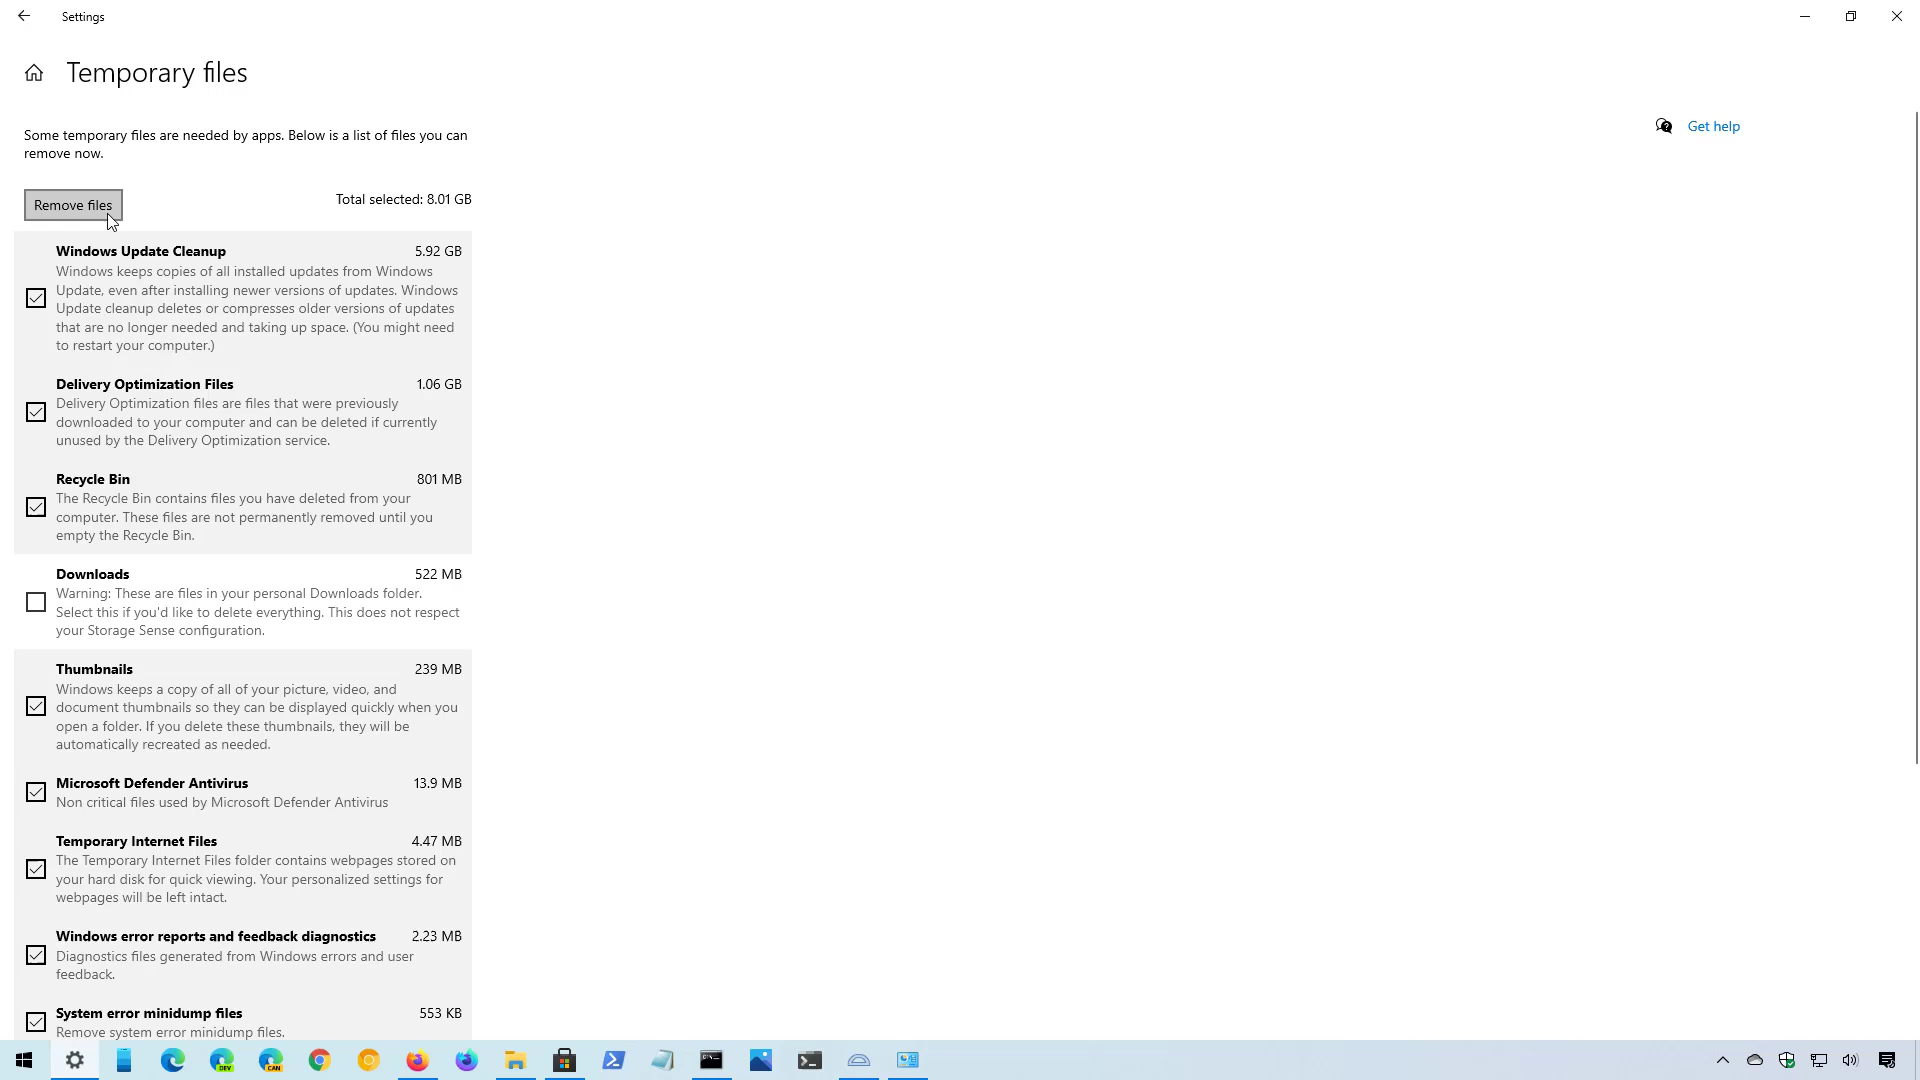 Settings
Temporary files
Some temporary files are needed by apps. Below is a list of files you can
remove now.
Get help
Remove files
Total selected: 8.01 GB
Windows Update Cleanup 5.92 GB
Windows keeps copies of all installed updates from Windows
Update, even after installing newer versions of updates. Windows
Update cleanup deletes or compresses older versions of updates
that are no longer needed and taking up space. (You might need
to restart your computer.)
Delivery Optimization Files 1.06 GB
Delivery Optimization files are files that were previously
downloaded to your computer and can be deleted if currently
unused by the Delivery Optimization service.
Recycle Bin 801 MB
The Recycle Bin contains files you have deleted from your
computer. These files are not permanently removed until you
empty the Recycle Bin.
Downloads 522 MB
Warning: These are files in your personal Downloads folder.
Select this if you'd like to delete everything. This does not respect
your Storage Sense configuration.
Thumbnails 239 MB
Windows keeps a copy of all of your picture, video, and
document thumbnails so they can be displayed quickly when you
open a folder. If you delete these thumbnails, they will be
automatically recreated as needed.
Microsoft Defender Antivirus 13.9 MB
Non critical files used by Microsoft Defender Antivirus
Temporary Internet Files 4.47 MB
The Temporary Internet Files folder contains webpages stored on
your hard disk for quick viewing. Your personalized settings for
webpages will be left intact.
Windows error reports and feedback diagnostics 2.23 MB
Diagnostics files generated from Windows errors and user
feedback.
System error minidump files 553 KB
Remove system error minidump files.
DEV
CAN